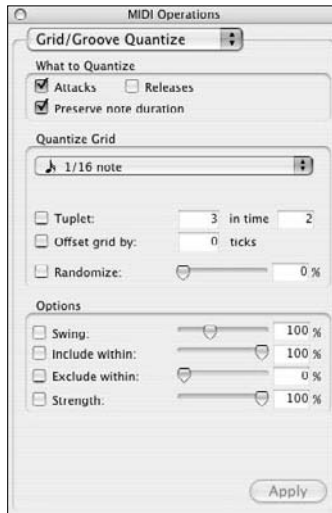 MIDI Operations
Grid/Groove Quantize
What to Quantize
Attacks Releases
Preserve note duration
Quantize Grid
1/16 note
Tuplet: 3 in time 2
Offset grid by: 0 ticks
Randomize: 0 %
Options
Swing: 100 %
Include within: 100 %
Exclude within: 0 %
Strength: 100 %
Apply